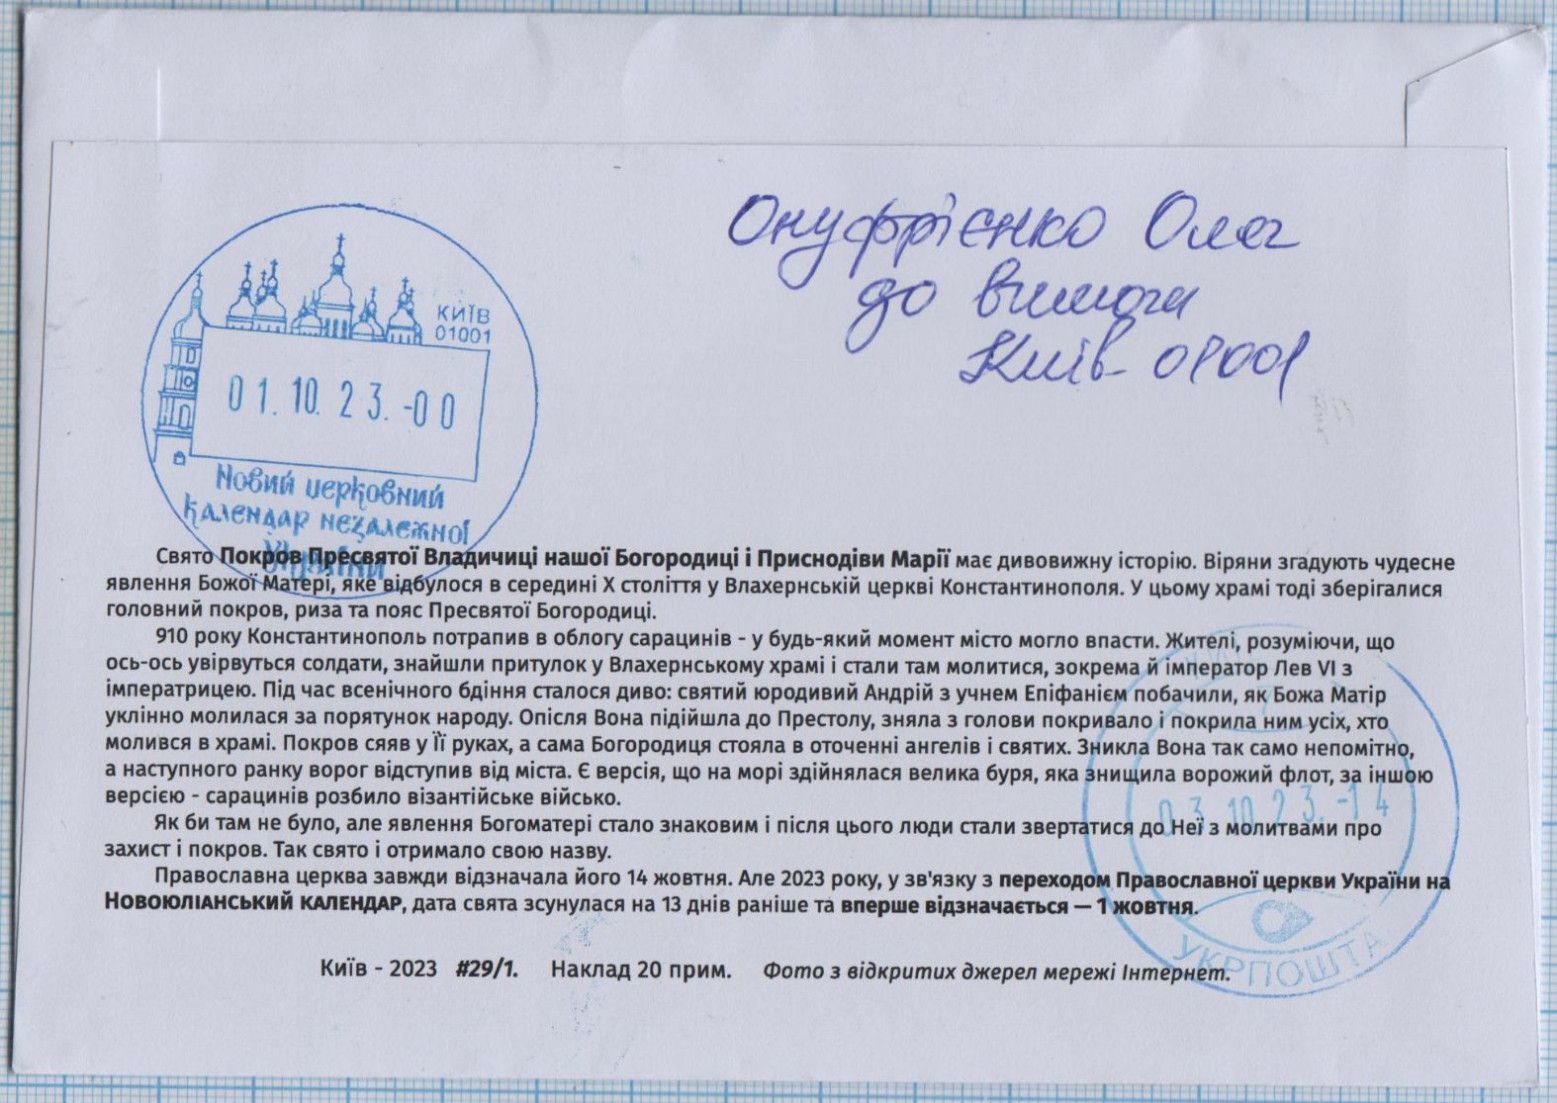 Онуфрієнко Олег
до вимоги
Київ - 01001
КИЇВ
01001
01.10.23.-00
Новий церковний
календар незалежної
України
Свято Покров Пресвятої Владичиці нашої Богородиці і Приснодіви Марії має дивовижну історію. Віряни згадують чудесне
явлення Божої Матері, яке відбулося в середині X століття у Влахернській церкві Константинополя. У цьому храмі тоді зберігалися
головний покров, риза та пояс Пресвятої Богородиці.
910 року Константинополь потрапив в облогу сарацинів - у будь-який момент місто могло впасти. Жителі, розуміючи, що
ось-ось увірвуться солдати, знайшли притулок у Влахернському храмі і стали там молитися, зокрема й імператор Лев VI з
імператрицею. Під час всенічного бдіння сталося диво: святий юродивий Андрій з учнем Епіфанієм побачили, як Божа Матір
уклінно молилася за порятунок народу. Опісля Вона підійшла до Престолу, зняла з голови покривало і покрила ним усіх, хто
молився в храмі. Покров сяяв у Її руках, а сама Богородиця стояла в оточенні ангелів і святих. Зникла Вона так само непомітно,
а наступного ранку ворог відступив від міста. Є версія, що на морі здійнялася велика буря, яка знищила ворожий флот, за іншою
версією - сарацинів розбило візантійське військо.
Як би там не було, але явлення Богоматері стало знаковим і після цього люди стали звертатися до Неї з молитвами про
захист і покров. Так свято і отримало свою назву.
Православна церква завжди відзначала його 14 жовтня. Але 2023 року, у зв'язку з переходом Православної церкви України на
НОВОЮЛІАНСЬКИЙ КАЛЕНДАР, дата свята зсунулася на 13 днів раніше та вперше відзначається — 1 жовтня.
03.10.23.-14
УКРПОШТА
Київ - 2023 #29/1. Наклад 20 прим. Фото з відкритих джерел мережі Інтернет.